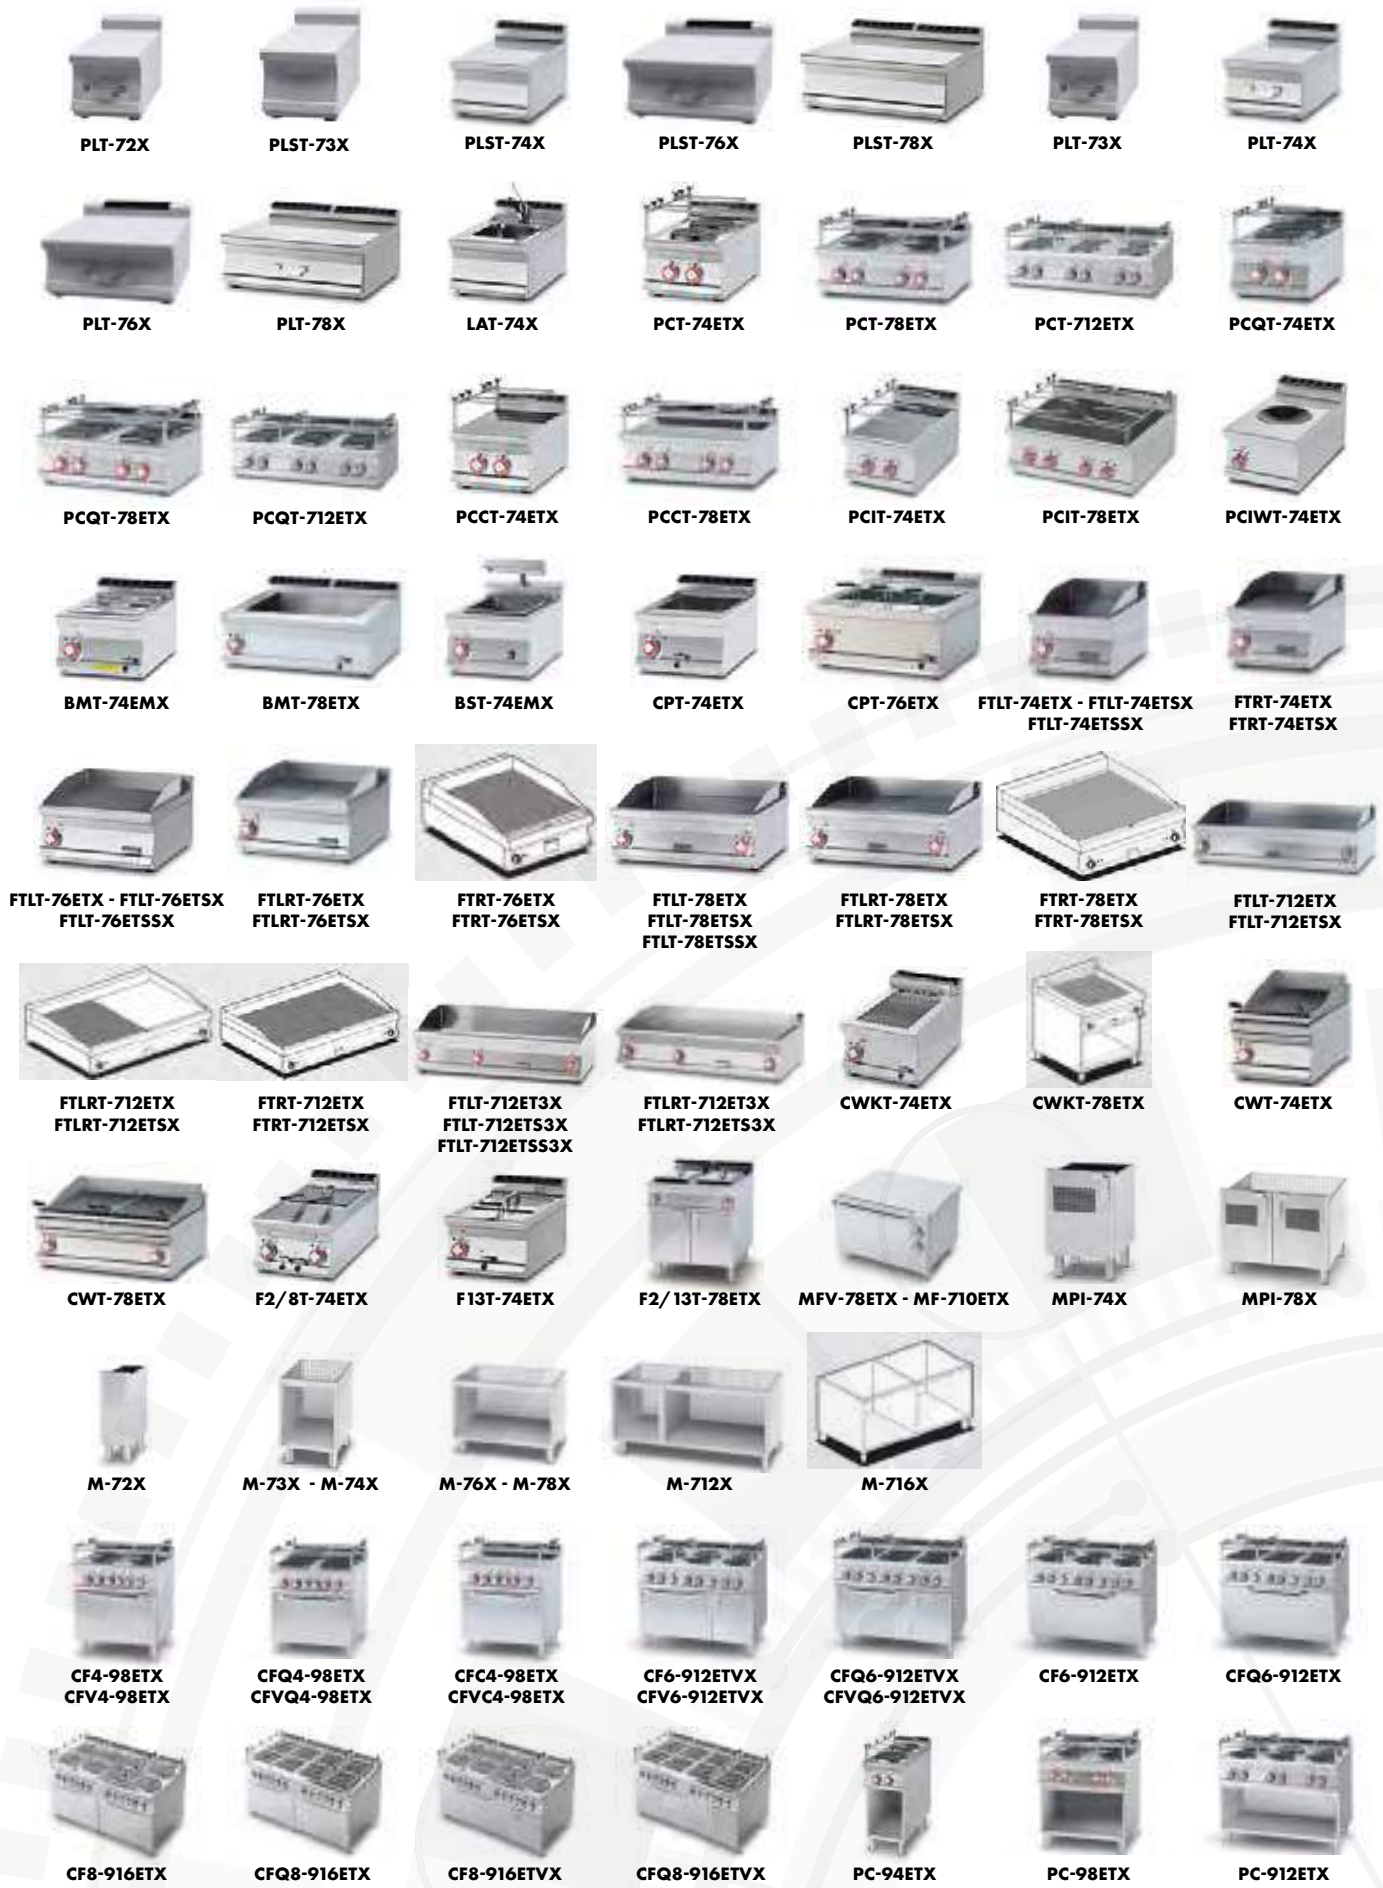 PLT-72X
PLST-73X
PLST-74X
PLST-76X
PLST-78X
PLT-73X
PLT-74X
PLT-76X
PLT-78X
LAT-74X
PCT-74ETX
PCT-78ETX
PCT-712ETX
PCQT-74ETX
PCQT-78ETX
PCQT-712ETX
PCCT-74ETX
PCCT-78ETX
PCIT-74ETX
PCIT-78ETX
PCIWT-74ETX
BMT-74EMX
BMT-78ETX
BST-74EMX
CPT-74ETX
CPT-76ETX
FTLT-74ETX - FTLT-74ETSX
FTLT-74ETSSX
FTRT-74ETX
FTRT-74ETSX
FTLT-76ETX - FTLT-76ETSX
FTLT-76ETSSX
FTLRT-76ETX
FTLRT-76ETSX
FTRT-76ETX
FTRT-76ETSX
FTLT-78ETX
FTLT-78ETSX
FTLT-78ETSSX
FTLRT-78ETX
FTLRT-78ETSX
FTRT-78ETX
FTRT-78ETSX
FTLT-712ETX
FTLT-712ETSX
FTLRT-712ETX
FTLRT-712ETSX
FTRT-712ETX
FTRT-712ETSX
FTLT-712ET3X
FTLT-712ETS3X
FTLT-712ETSS3X
FTLRT-712ET3X
FTLRT-712ETS3X
CWKT-74ETX
CWKT-78ETX
CWT-74ETX
CWT-78ETX
F2/8T-74ETX
F13T-74ETX
F2/13T-78ETX
MFV-78ETX - MF-710ETX
MPI-74X
MPI-78X
M-72X
M-73X - M-74X
M-76X - M-78X
M-712X
M-716X
CF4-98ETX
CFV4-98ETX
CFQ4-98ETX
CFVQ4-98ETX
CFC4-98ETX
CFVC4-98ETX
CF6-912ETVX
CFV6-912ETVX
CFQ6-912ETVX
CFVQ6-912ETVX
CF6-912ETX
CFQ6-912ETX
CF8-916ETX
CFQ8-916ETX
CF8-916ETVX
CFQ8-916ETVX
PC-94ETX
PC-98ETX
PC-912ETX